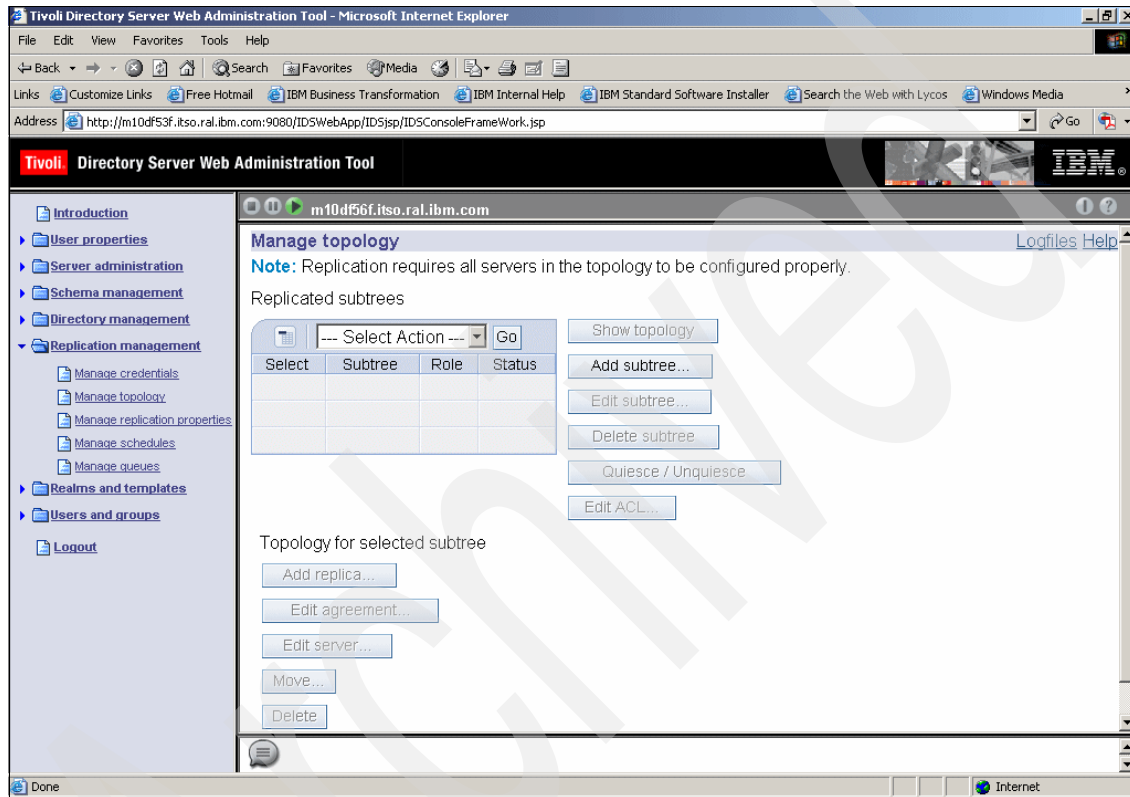 Tivoli Directory Server Web Administration Tool - Microsoft Internet Explorer
File Edit View Favorites Tools Help
Back Search Favorites Media
Links Customize Links Free Hotmail IBM Business Transformation IBM Internal Help IBM Standard Software Installer Search the Web with Lycos Windows Media
Address http://m10df53f.itso.ral.ibm.com:9080/IDSWebApp/IDSjsp/IDSConsoleFrameWork.jsp Go
Tivoli. Directory Server Web Administration Tool IBM®
Introduction
User properties
Server administration
Schema management
Directory management
Replication management
Manage credentials
Manage topology
Manage replication properties
Manage schedules
Manage queues
Realms and templates
Users and groups
Logout
m10df56f.itso.ral.ibm.com
Manage topology Logfiles Help
Note: Replication requires all servers in the topology to be configured properly.
Replicated subtrees
--- Select Action --- Go
Select Subtree Role Status
Show topology
Add subtree...
Edit subtree...
Delete subtree
Quiesce / Unquiesce
Edit ACL...
Topology for selected subtree
Add replica...
Edit agreement...
Edit server...
Move...
Delete
Done Internet
Archived